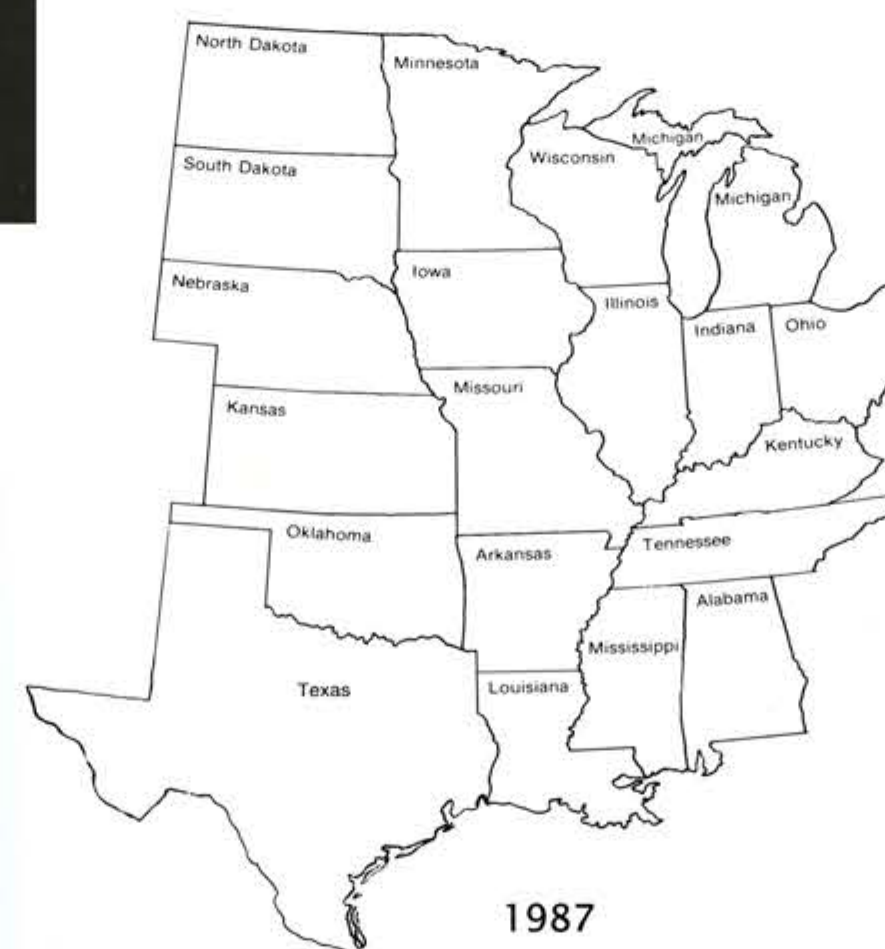 North Dakota
Minnesota
Michigan
Wisconsin
South Dakota
Michigan
Iowa
Nebraska
Illinois
Indiana
Ohio
Missouri
Kansas
Kentucky
Oklahoma
Tennessee
Arkansas
Alabama
Mississippi
Texas
Louisiana
1987